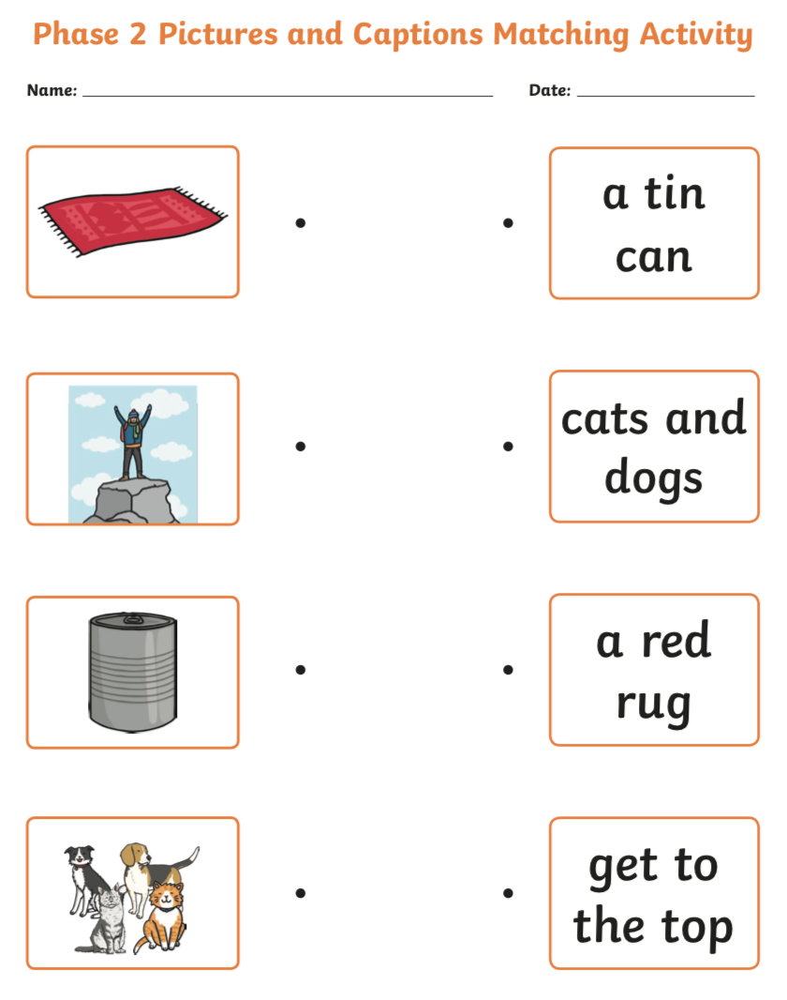 Phase 2 Pictures and Captions Matching Activity
Name: Date:
a tin
can
cats and
dogs
a red
rug
get to
the top